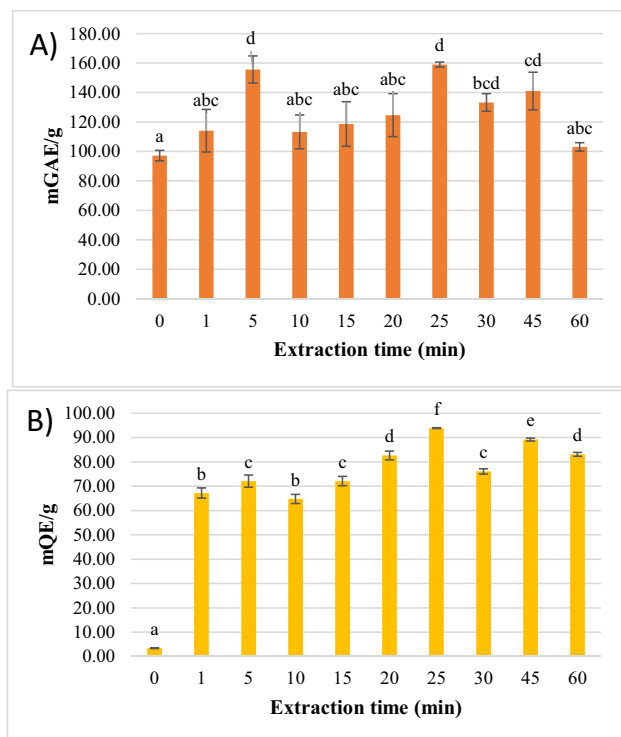 A)
180.00
160.00
140.00
120.00
100.00
80.00
60.00
40.00
20.00
0.00
mGAE/g
a abc d abc abc abc d bcd cd abc
0 1 5 10 15 20 25 30 45 60
Extraction time (min)
B)
100.00
90.00
80.00
70.00
60.00
50.00
40.00
30.00
20.00
10.00
0.00
mQE/g
a b c b c d f c e d
0 1 5 10 15 20 25 30 45 60
Extraction time (min)